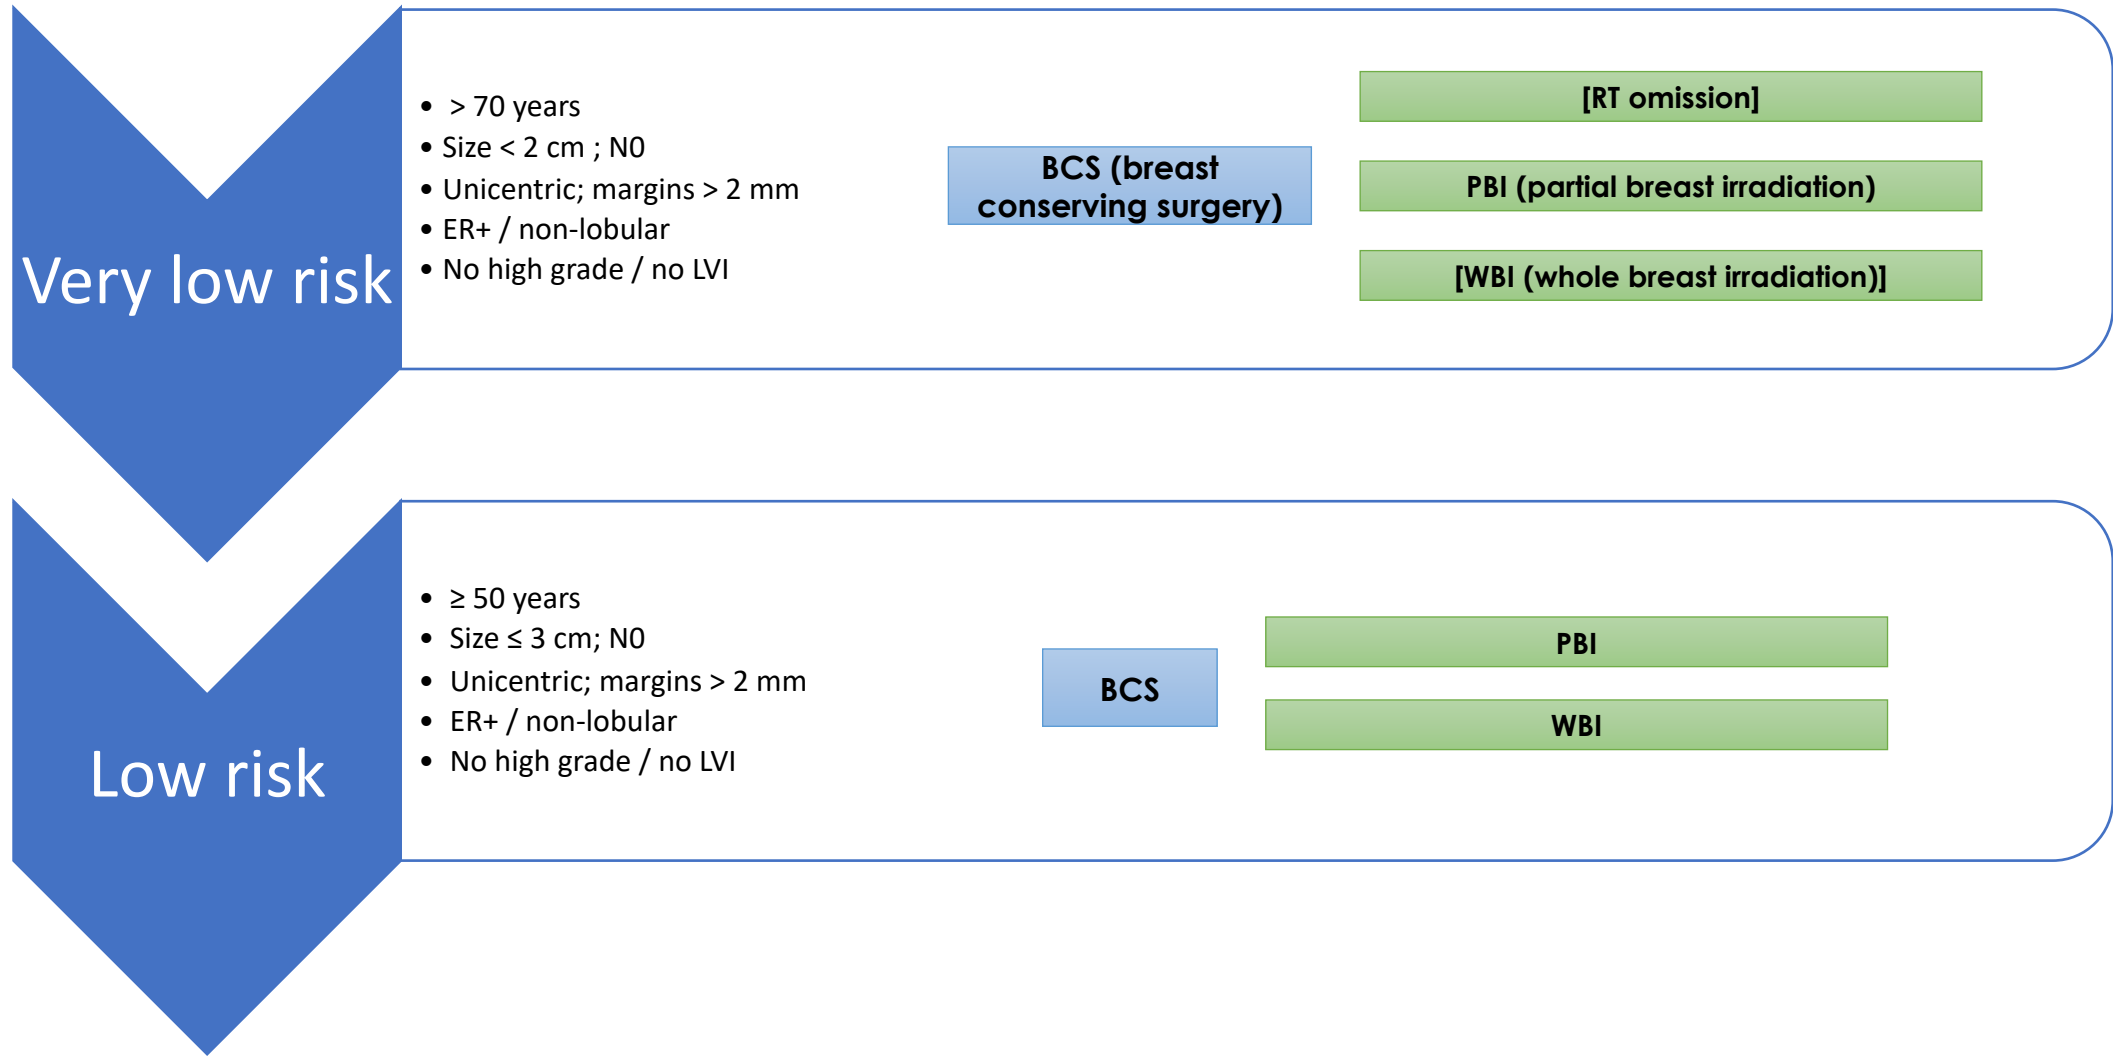 Very low risk
• > 70 years
• Size < 2 cm ; N0
• Unicentric; margins > 2 mm
• ER+ / non-lobular
• No high grade / no LVI
BCS (breast
conserving surgery)
[RT omission]
PBI (partial breast irradiation)
[WBI (whole breast irradiation)]
Low risk
• ≥ 50 years
• Size ≤ 3 cm; N0
• Unicentric; margins > 2 mm
• ER+ / non-lobular
• No high grade / no LVI
BCS
PBI
WBI